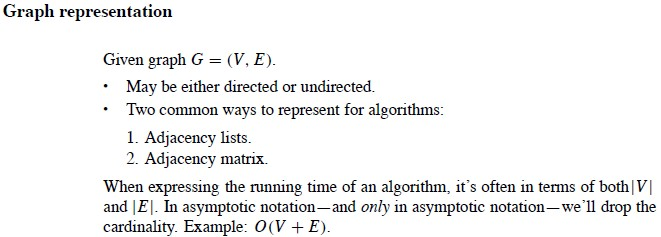 Graph representation
Given graph G = (V, E).
• May be either directed or undirected.
• Two common ways to represent for algorithms:
1. Adjacency lists.
2. Adjacency matrix.
When expressing the running time of an algorithm, it's often in terms of both |V|
and |E|. In asymptotic notation—and only in asymptotic notation—we'll drop the
cardinality. Example: O(V + E).